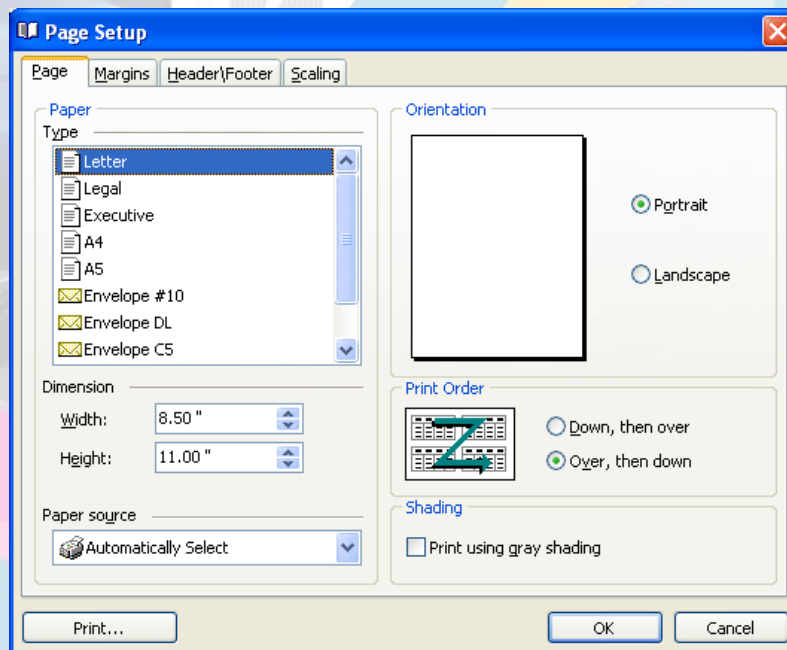 Page Setup
Page
Margins
Header\Footer
Scaling
Paper
Type
Letter
Legal
Executive
A4
A5
Envelope #10
Envelope DL
Envelope C5
Dimension
Width: 8.50 "
Height: 11.00 "
Paper source
Automatically Select
Orientation
Portrait
Landscape
Print Order
Down, then over
Over, then down
Shading
Print using gray shading
Print...
OK
Cancel